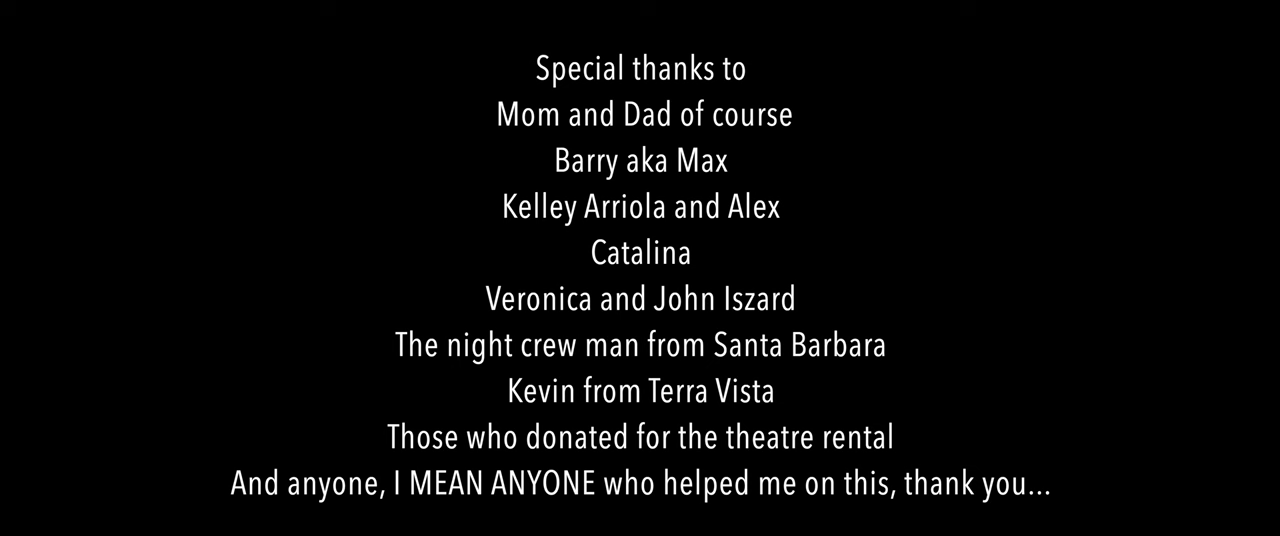 Special thanks to
Mom and Dad of course
Barry aka Max
Kelley Arriola and Alex
Catalina
Veronica and John Iszard
The night crew man from Santa Barbara
Kevin from Terra Vista
Those who donated for the theatre rental
And anyone, I MEAN ANYONE who helped me on this, thank you...